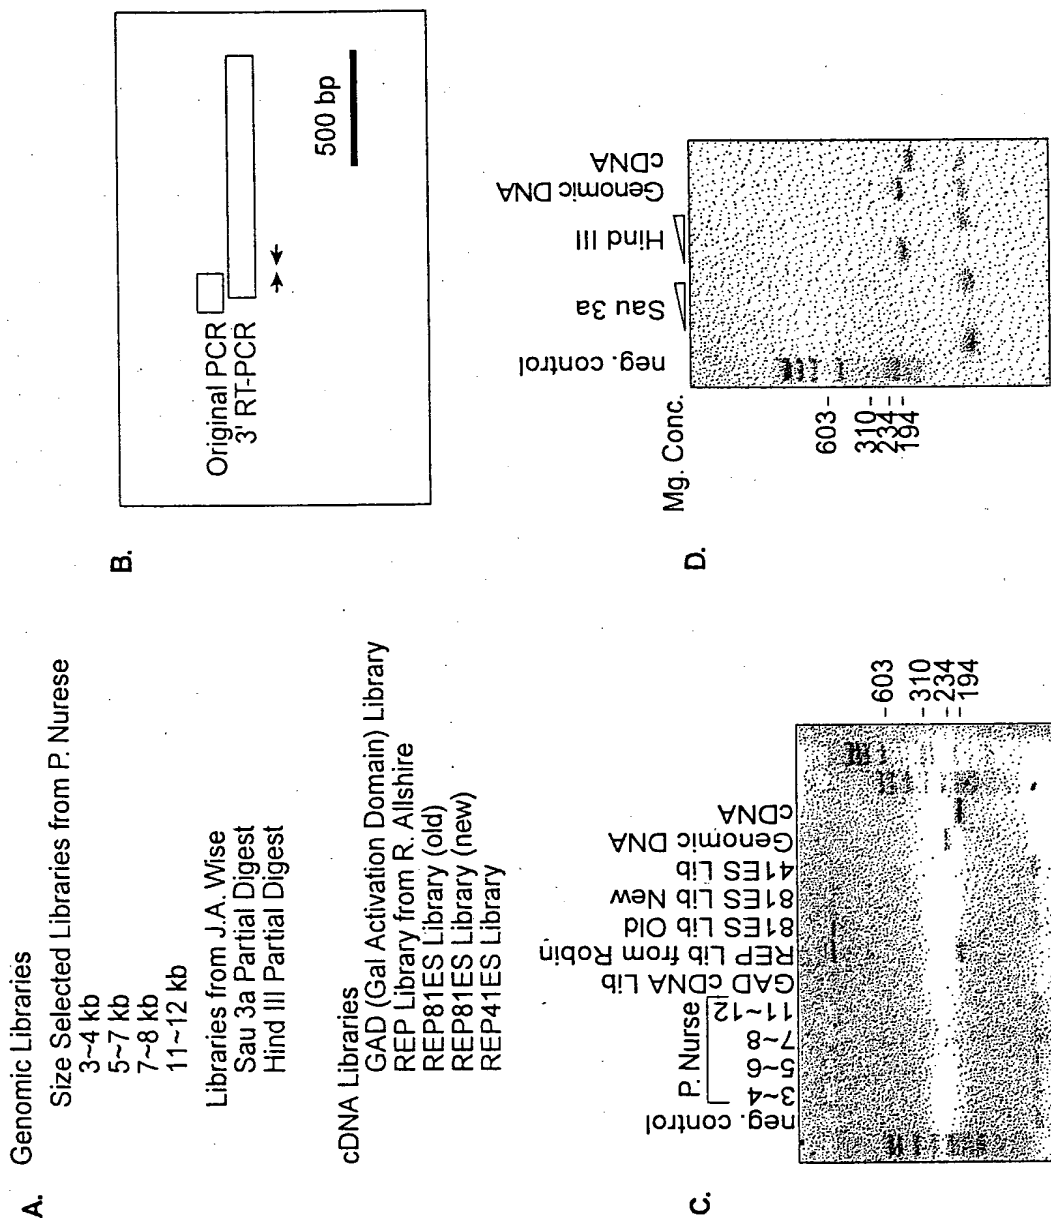 A.
Genomic Libraries
Size Selected Libraries from P. Nurese
3~4 kb
5~7 kb
7~8 kb
11~12 kb
Libraries from J.A. Wise
Sau 3a Partial Digest
Hind III Partial Digest
cDNA Libraries
GAD (Gal Activation Domain) Library
REP Library from R. Allshire
REP81ES Library (old)
REP81ES Library (new)
REP41ES Library
B.
Original PCR
3' RT-PCR
500 bp
C.
neg. control
P. Nurse
3~4
5~6
7~8
11~12
GAD cDNA Lib
REP Lib from Robin
81ES Lib Old
81ES Lib New
41ES Lib
Genomic DNA
cDNA
- 603
- 310
- 234
- 194
D.
Mg. Conc.
neg. control
Sau 3a
Hind III
Genomic DNA
cDNA
603 -
310 -
234 -
194 -